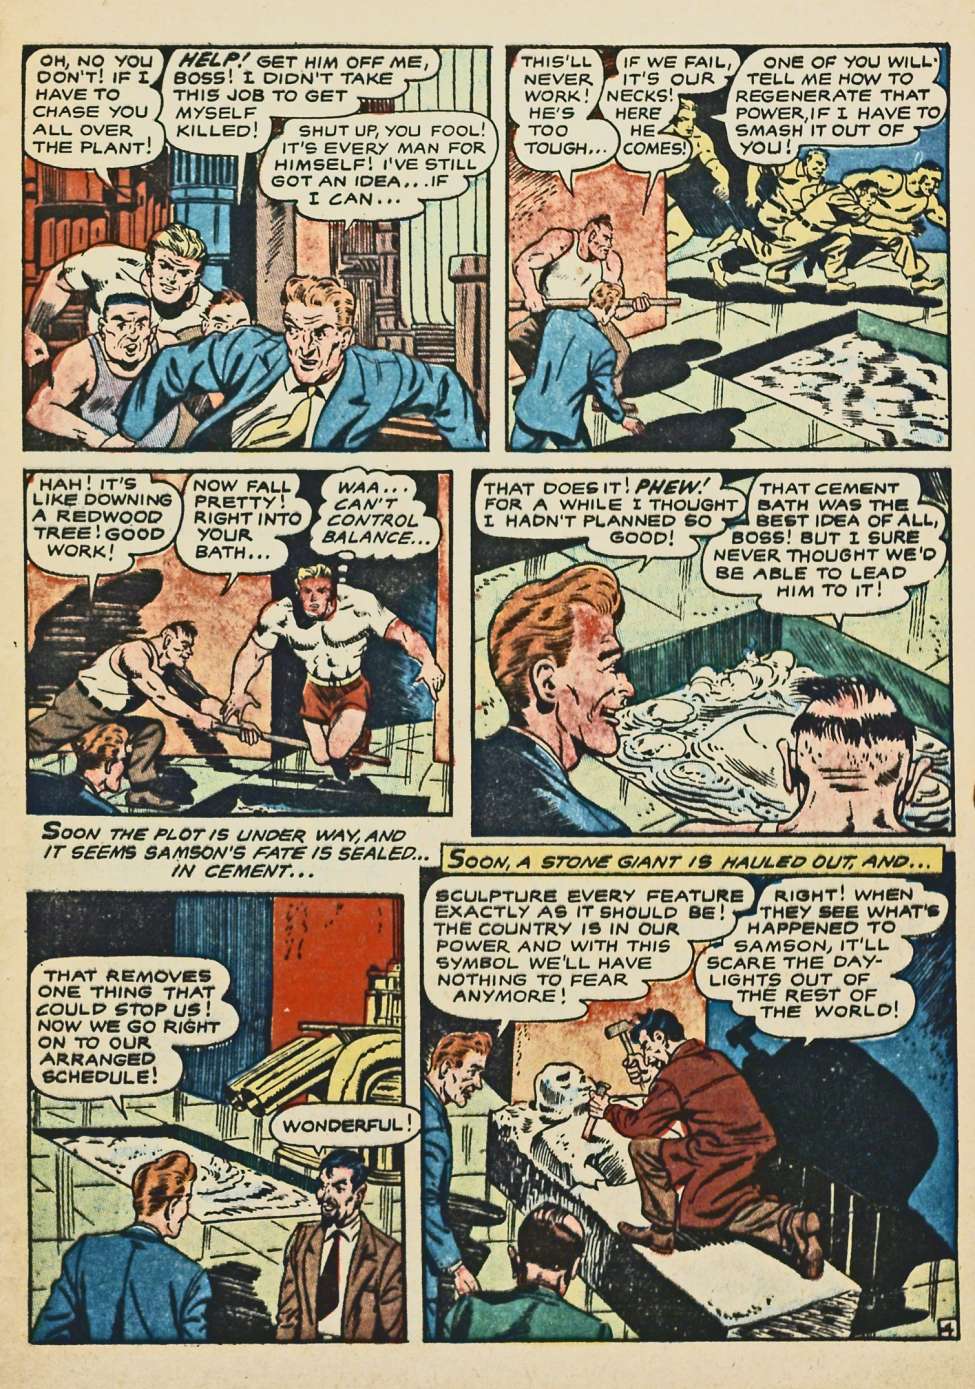 OH, NO YOU
DON'T! IF I
HAVE TO
CHASE YOU
ALL OVER
THE PLANT!
HELP! GET HIM OFF ME,
BOSS! I DIDN'T TAKE
THIS JOB TO GET
MYSELF
KILLED!
SHUT UP, YOU FOOL!
IT'S EVERY MAN FOR
HIMSELF! I'VE STILL
GOT AN IDEA...IF
I CAN...
THIS'LL
NEVER
WORK!
HE'S
TOO
TOUGH...
IF WE FAIL,
IT'S OUR
NECKS!
HERE
HE
COMES!
ONE OF YOU WILL
TELL ME HOW TO
REGENERATE THAT
POWER, IF I HAVE TO
SMASH IT OUT OF
YOU!
HAH! IT'S
LIKE DOWNING
A REDWOOD
TREE! GOOD
WORK!
NOW FALL
PRETTY!
RIGHT INTO
YOUR
BATH...
WAA...
CAN'T
CONTROL
BALANCE...
THAT DOES IT! PHEW!
FOR A WHILE I THOUGHT
I HADN'T PLANNED SO
GOOD!
THAT CEMENT
BATH WAS THE
BEST IDEA OF ALL,
BOSS! BUT I SURE
NEVER THOUGHT WE'D
BE ABLE TO LEAD
HIM TO IT!
SOON THE PLOT IS UNDER WAY, AND
IT SEEMS SAMSON'S FATE IS SEALED...
IN CEMENT...
THAT REMOVES
ONE THING THAT
COULD STOP US!
NOW WE GO RIGHT
ON TO OUR
ARRANGED
SCHEDULE!
WONDERFUL!
SOON, A STONE GIANT IS HAULED OUT, AND...
SCULPTURE EVERY FEATURE
EXACTLY AS IT SHOULD BE!
THE COUNTRY IS IN OUR
POWER AND WITH THIS
SYMBOL WE'LL HAVE
NOTHING TO FEAR
ANYMORE!
RIGHT! WHEN
THEY SEE WHAT'S
HAPPENED TO
SAMSON, IT'LL
SCARE THE DAY-
LIGHTS OUT OF
THE REST OF
THE WORLD!
4